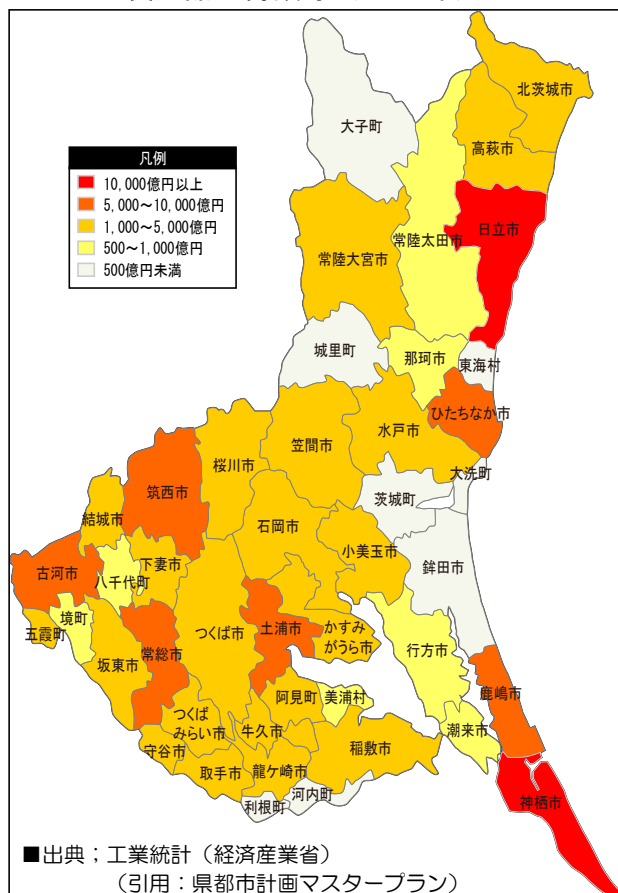 凡例
10,000億円以上
5,000～10,000億円
1,000～5,000億円
500～1,000億円
500億円未満
北茨城市
大子町
高萩市
日立市
常陸太田市
常陸大宮市
城里町
那珂市
東海村
ひたちなか市
水戸市
笠間市
桜川市
大洗町
筑西市
茨城町
結城市
石岡市
小美玉市
古河市
下妻市
八千代町
鉾田市
境町
五霞町
つくば市
土浦市
かすみ
がうら市
行方市
坂東市
常総市
鹿嶋市
阿見町
美浦村
つくば
みらい市
牛久市
潮来市
守谷市
稲敷市
取手市
龍ケ崎市
河内町
利根町
神栖市
■出典；工業統計（経済産業省）
（引用：県都市計画マスタープラン）